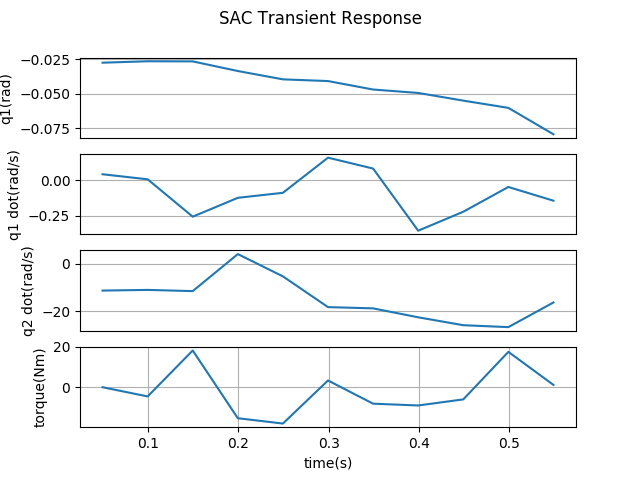 SAC Transient Response
−0.025
−0.050
−0.075
q1(rad)
0.00
−0.25
q1 dot(rad/s)
0
−20
q2 dot(rad/s)
20
0
torque(Nm)
0.1 0.2 0.3 0.4 0.5
time(s)